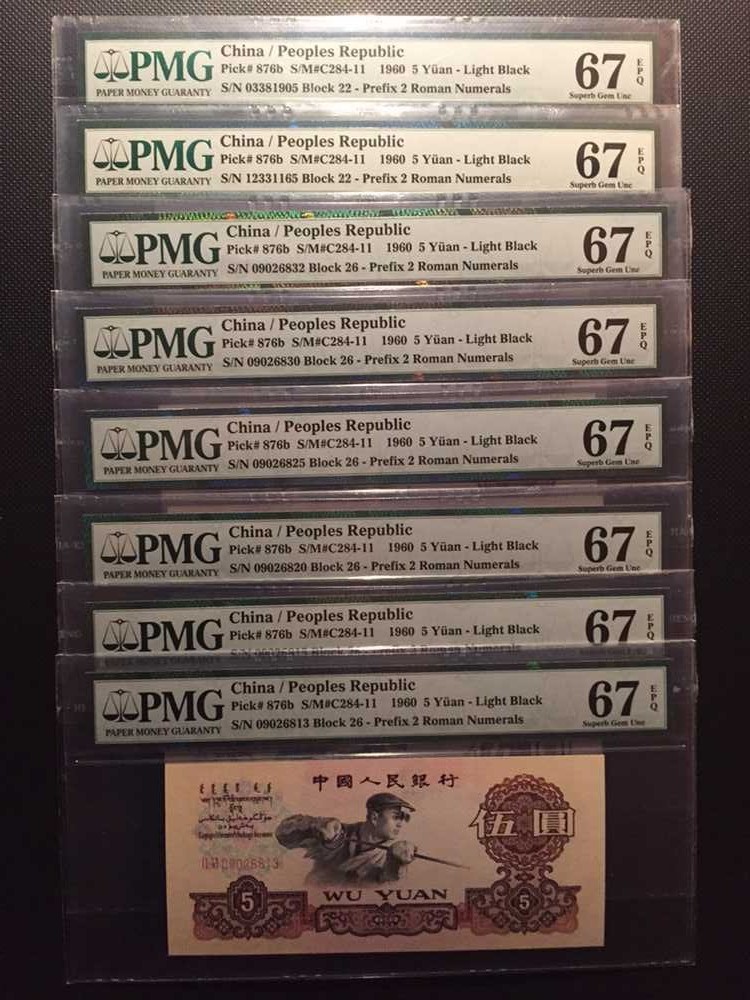 PMG
PAPER MONEY GUARANTY
China / Peoples Republic
Pick# 876b S/M#C284-11 1960 5 Yüan - Light Black
S/N 03381905 Block 22 - Prefix 2 Roman Numerals
67 EPQ
Superb Gem Unc
PMG
PAPER MONEY GUARANTY
China / Peoples Republic
Pick# 876b S/M#C284-11 1960 5 Yüan - Light Black
S/N 12331165 Block 22 - Prefix 2 Roman Numerals
67 EPQ
Superb Gem Unc
PMG
PAPER MONEY GUARANTY
China / Peoples Republic
Pick# 876b S/M#C284-11 1960 5 Yüan - Light Black
S/N 09026832 Block 26 - Prefix 2 Roman Numerals
67 EPQ
Superb Gem Unc
PMG
PAPER MONEY GUARANTY
China / Peoples Republic
Pick# 876b S/M#C284-11 1960 5 Yüan - Light Black
S/N 09026830 Block 26 - Prefix 2 Roman Numerals
67 EPQ
Superb Gem Unc
PMG
PAPER MONEY GUARANTY
China / Peoples Republic
Pick# 876b S/M#C284-11 1960 5 Yüan - Light Black
S/N 09026825 Block 26 - Prefix 2 Roman Numerals
67 EPQ
Superb Gem Unc
PMG
PAPER MONEY GUARANTY
China / Peoples Republic
Pick# 876b S/M#C284-11 1960 5 Yüan - Light Black
S/N 09026820 Block 26 - Prefix 2 Roman Numerals
67 EPQ
Superb Gem Unc
PMG
China / Peoples Republic
Pick# 876b S/M#C284-11 1960 5 Yüan - Light Black
67 EPQ
PMG
PAPER MONEY GUARANTY
China / Peoples Republic
Pick# 876b S/M#C284-11 1960 5 Yüan - Light Black
S/N 09026813 Block 26 - Prefix 2 Roman Numerals
67 EPQ
Superb Gem Unc
中國人民銀行
伍圓
09026813
WU YUAN
5
5